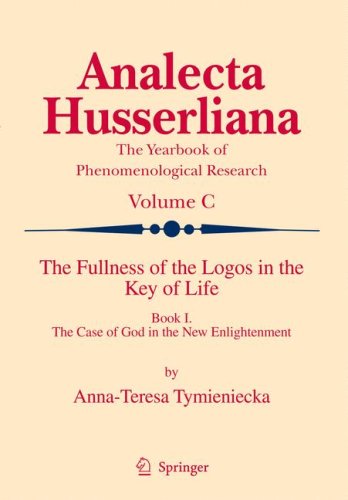 Analecta
Husserliana
The Yearbook of
Phenomenological Research
Volume C
The Fullness of the Logos in the
Key of Life
Book I.
The Case of God in the New Enlightenment
by
Anna-Teresa Tymieniecka
Springer